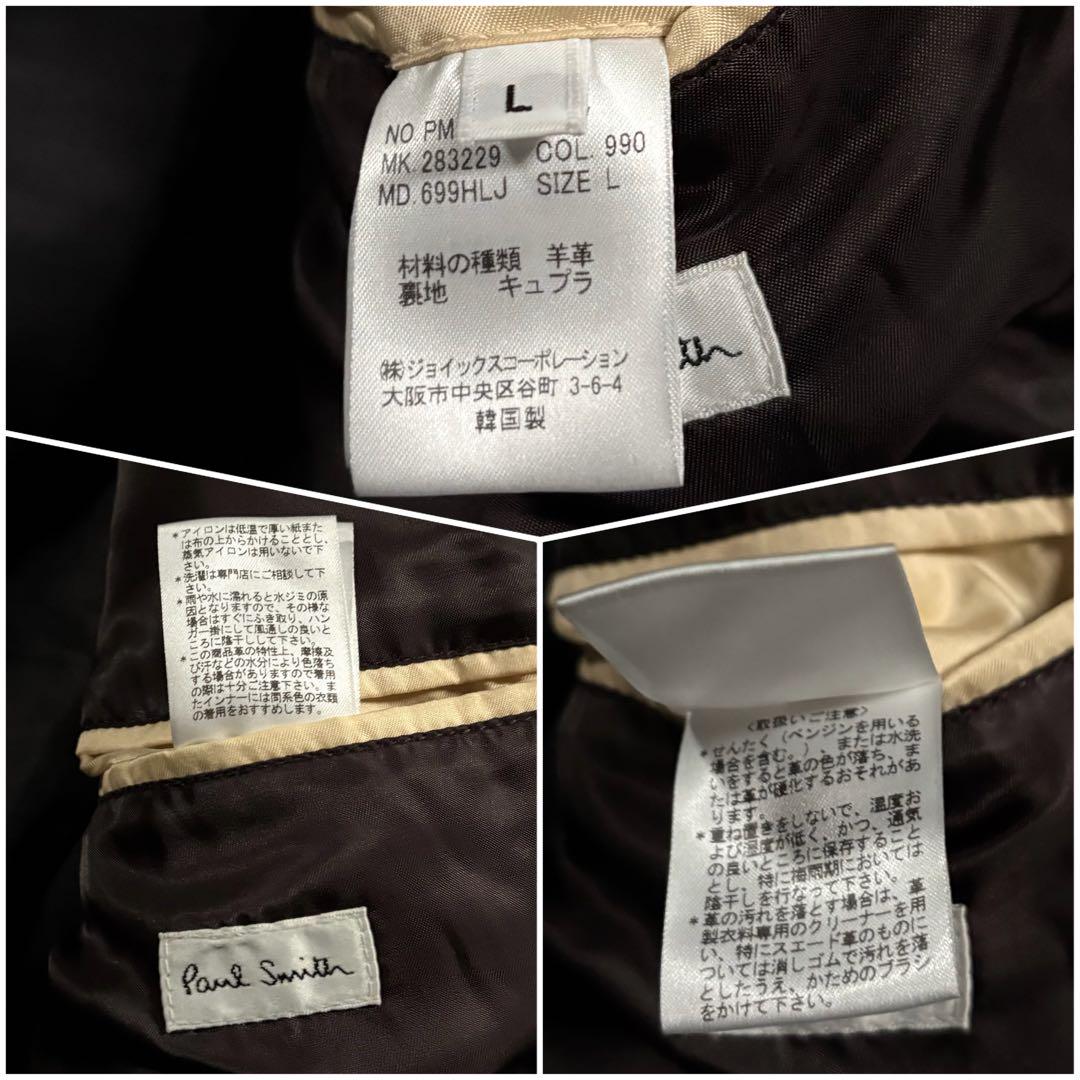 L
NO PM
MK. 283229 COL. 990
MD. 699HLJ SIZE L
材料の種類 羊革
裏地 キュプラ
㈱ジョイックスコーポレーション
大阪市中央区谷町 3-6-4
韓国製
*アイロンは低温で厚い紙また
は布の上からかけることとし、
蒸気アイロンは用いないで下
さい。
*洗濯は専門店にご相談して下
さい。
*雨や水に濡れると水ジミの原
因となりますので、その様な
場合はすぐにふき取り、ハン
ガー掛にして風通しの良いと
ころに陰干しして下さい。
*この商品革の特性上、摩擦及
び汗などの水分により色落ち
する場合がありますので着用
の際は十分ご注意下さい。ま
たインナーには同系色の衣類
の着用をおすすめします。
Paul Smith
〈取扱いご注意〉
*せんたく（ベンジンを用いる
場合を含む。）、または水洗
いをすると革の色が落ち、ま
たは革が硬化するおそれがあ
ります。
*重ね置きをしないで、温度お
よび湿度が低く、かつ、通気
の良いところに保存すること
とし、特に梅雨期においては
陰干しを行なって下さい。
*革の汚れを落とす場合は、革
製衣料専用のクリーナーを用
い、特にスエード革のものに
ついては消しゴムで汚れを落
としたうえ、かためのブラシ
をかけて下さい。